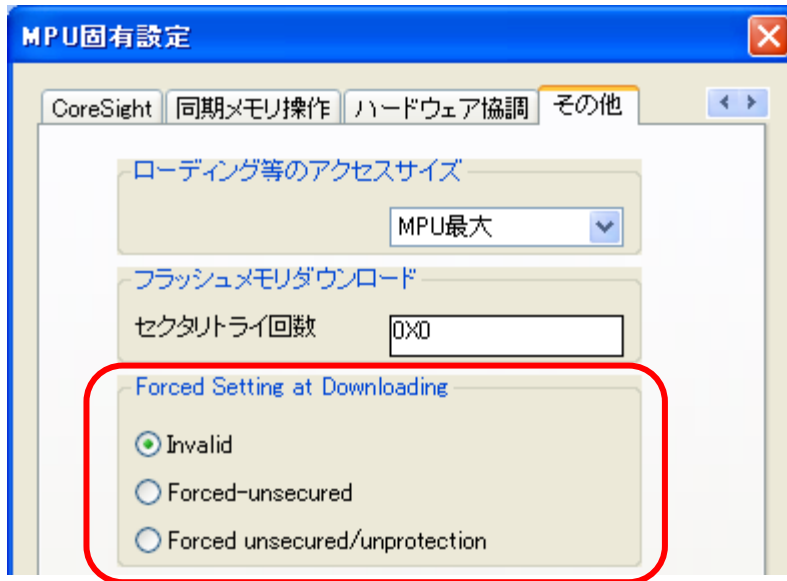 MPU固有設定
CoreSight 同期メモリ操作 ハードウェア協調 その他
ローディング等のアクセスサイズ
MPU最大
フラッシュメモリダウンロード
セクタリトライ回数 0X0
Forced Setting at Downloading
Invalid
Forced-unsecured
Forced unsecured/unprotection